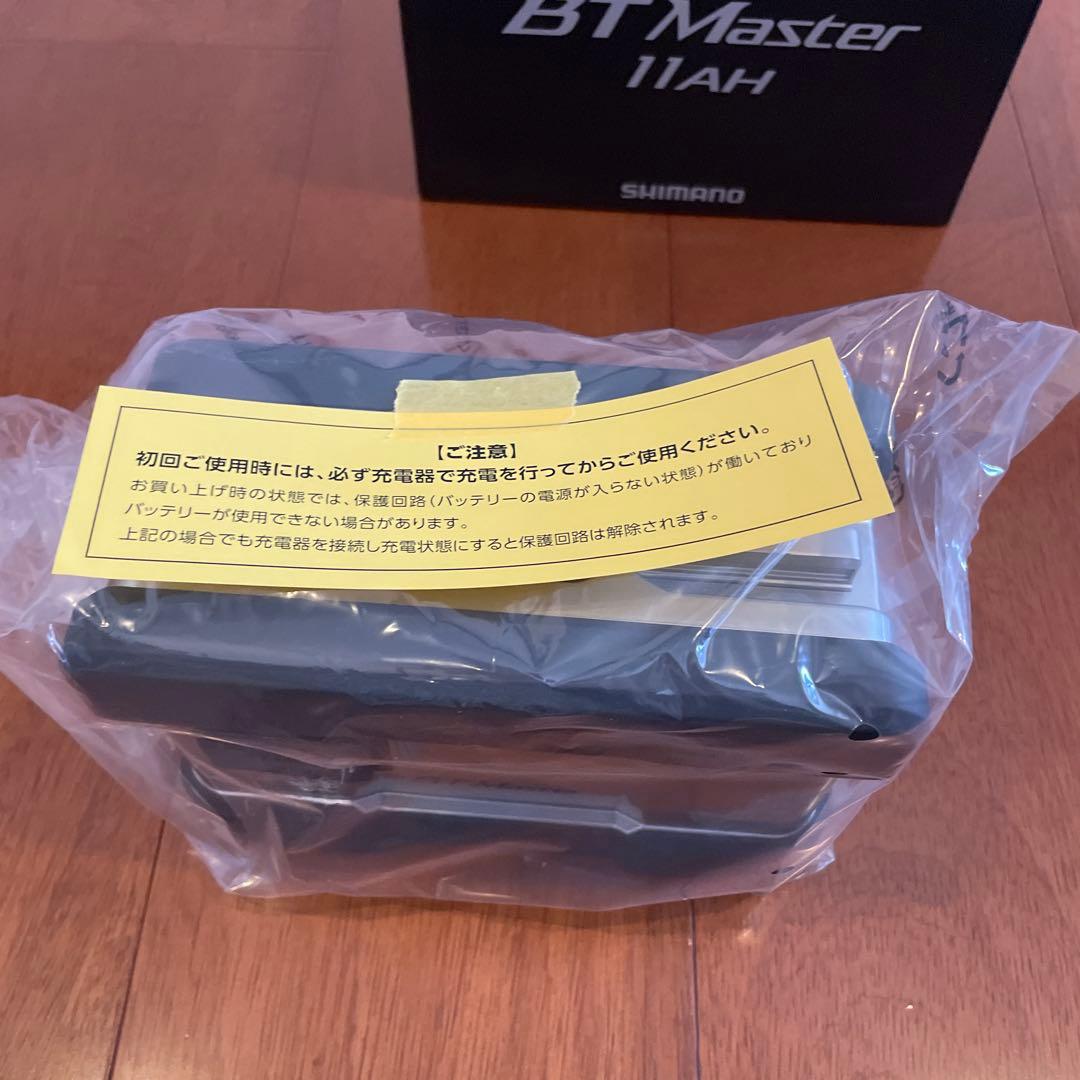 BT Master
11AH
SHIMANO
【ご注意】
初回ご使用時には、必ず充電器で充電を行ってからご使用ください。
お買い上げ時の状態では、保護回路(バッテリーの電源が入らない状態)が働いており
バッテリーが使用できない場合があります。
上記の場合でも充電器を接続し充電状態にすると保護回路は解除されます。